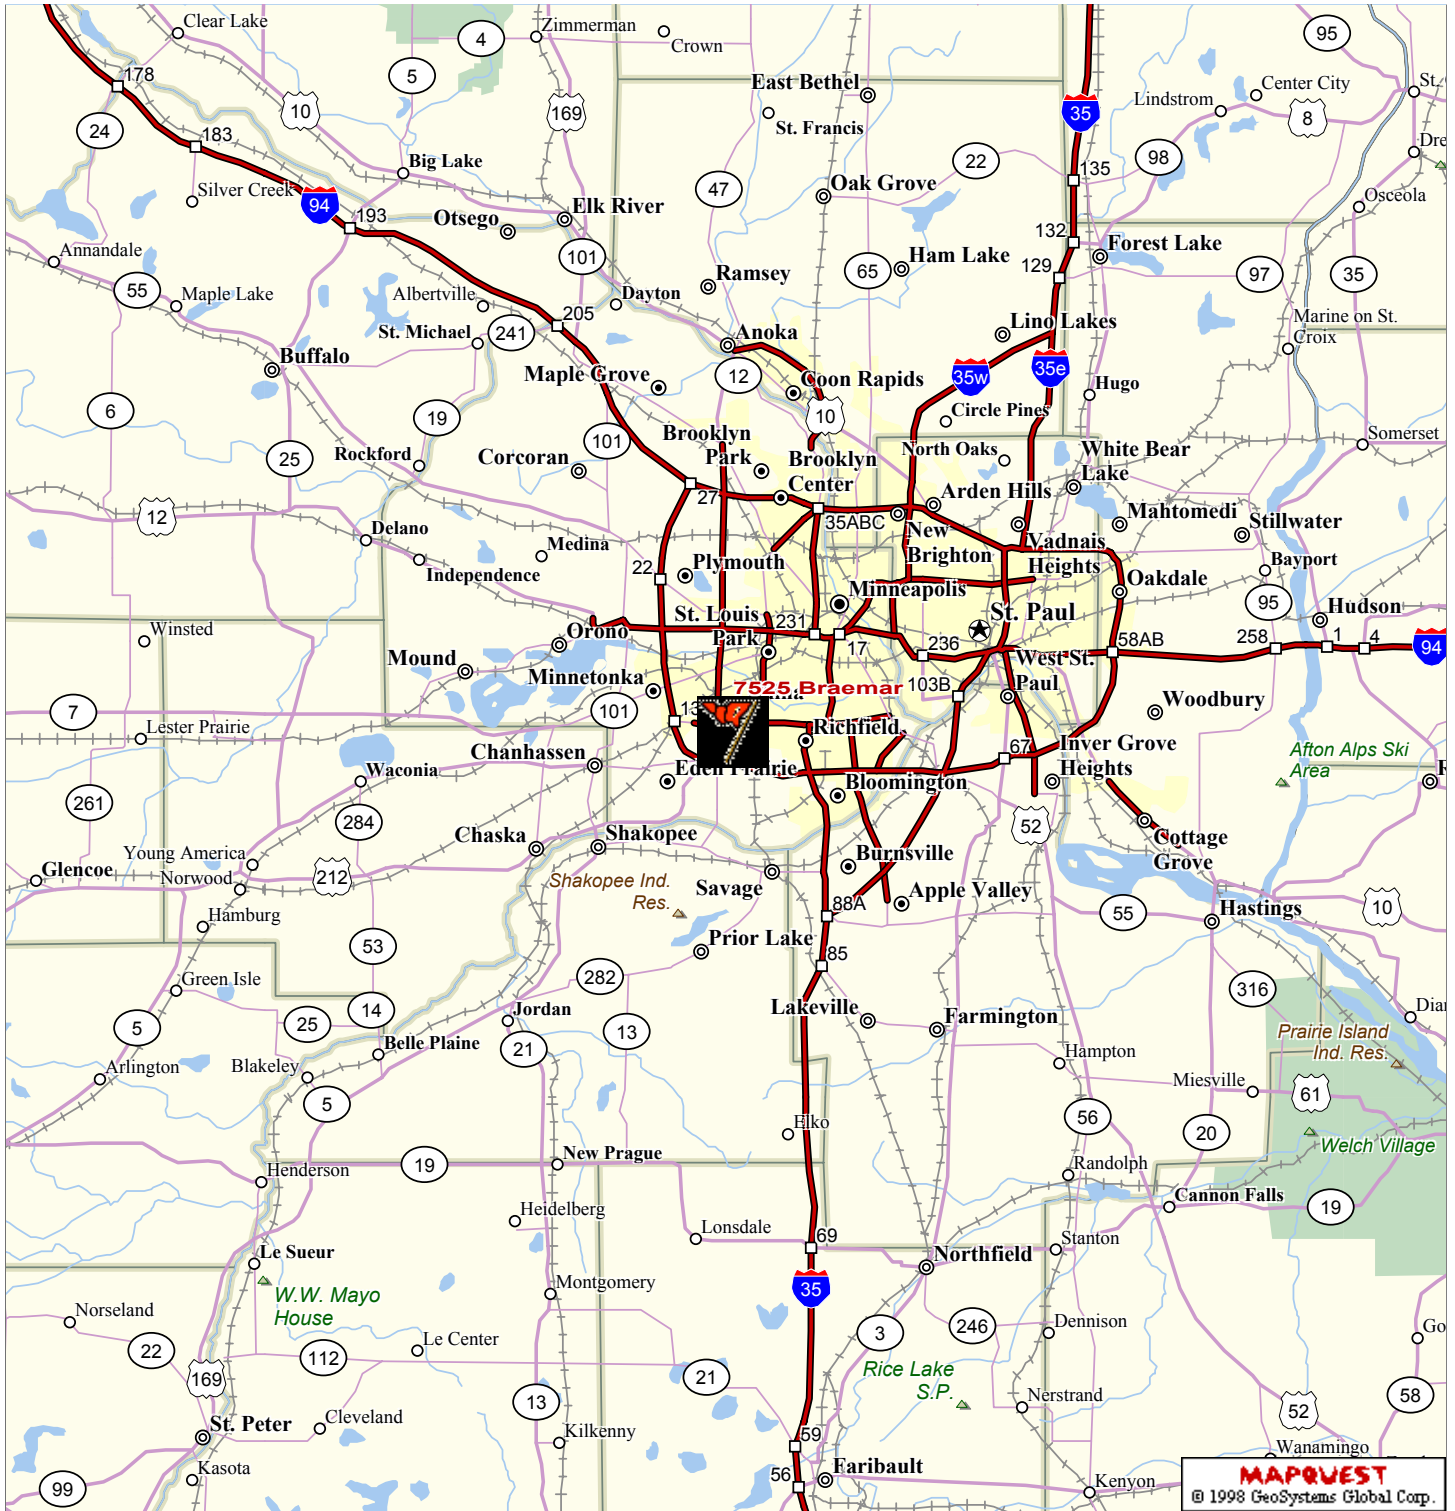 Clear Lake
Zimmerman
Crown
4
95
5
178
East Bethel
Center City
St.
10
169
Lindstrom
35
8
24
183
St. Francis
Dre
Big Lake
22
98
135
Silver Creek
47
Oak Grove
Osceola
94
193
Otsego
Elk River
132
Forest Lake
Annandale
101
65
Ham Lake
129
97
35
55
Maple Lake
Albertville
Dayton
Ramsey
205
Lino Lakes
Marine on St.
Croix
St. Michael
241
Anoka
Buffalo
Maple Grove
12
Coon Rapids
35w
35e
Hugo
6
19
10
Circle Pines
101
Brooklyn
Park
Somerset
25
Rockford
Corcoran
Brooklyn
Center
North Oaks
White Bear
Lake
27
Arden Hills
12
35ABC
New
Brighton
Mahtomedi
Stillwater
Delano
Medina
Vadnais
Heights
Independence
22
Plymouth
Bayport
Minneapolis
Oakdale
95
St. Louis
Park
231
St. Paul
Hudson
Winsted
Orono
17
236
58AB
258
1
4
94
Mound
West St.
Paul
Minnetonka
7525 Braemar
103B
Woodbury
7
101
13
Richfield
Lester Prairie
67
Inver Grove
Heights
Chanhassen
Afton Alps Ski
Area
Waconia
Eden Prairie
R
Bloomington
261
284
52
Chaska
Shakopee
Cottage
Grove
Young America
Burnsville
Glencoe
Norwood
212
Shakopee Ind.
Res.
Savage
Apple Valley
88A
Hamburg
55
Hastings
10
53
Prior Lake
85
Green Isle
282
316
14
Jordan
Lakeville
Farmington
Diar
5
25
13
Prairie Island
Ind. Res.
21
Belle Plaine
Hampton
Arlington
Blakeley
Miesville
61
5
Elko
56
20
Welch Village
19
New Prague
Henderson
Randolph
Cannon Falls
19
Heidelberg
Lonsdale
69
Stanton
Le Sueur
Northfield
W.W. Mayo
House
Montgomery
35
Norseland
3
246
Dennison
Go
22
112
Le Center
Rice Lake
S.P.
169
21
58
13
Nerstrand
52
St. Peter
Cleveland
Kilkenny
59
Wanamingo
Kasota
56
Faribault
99
Kenyon
MAPQUEST
© 1998 GeoSystems Global Corp.